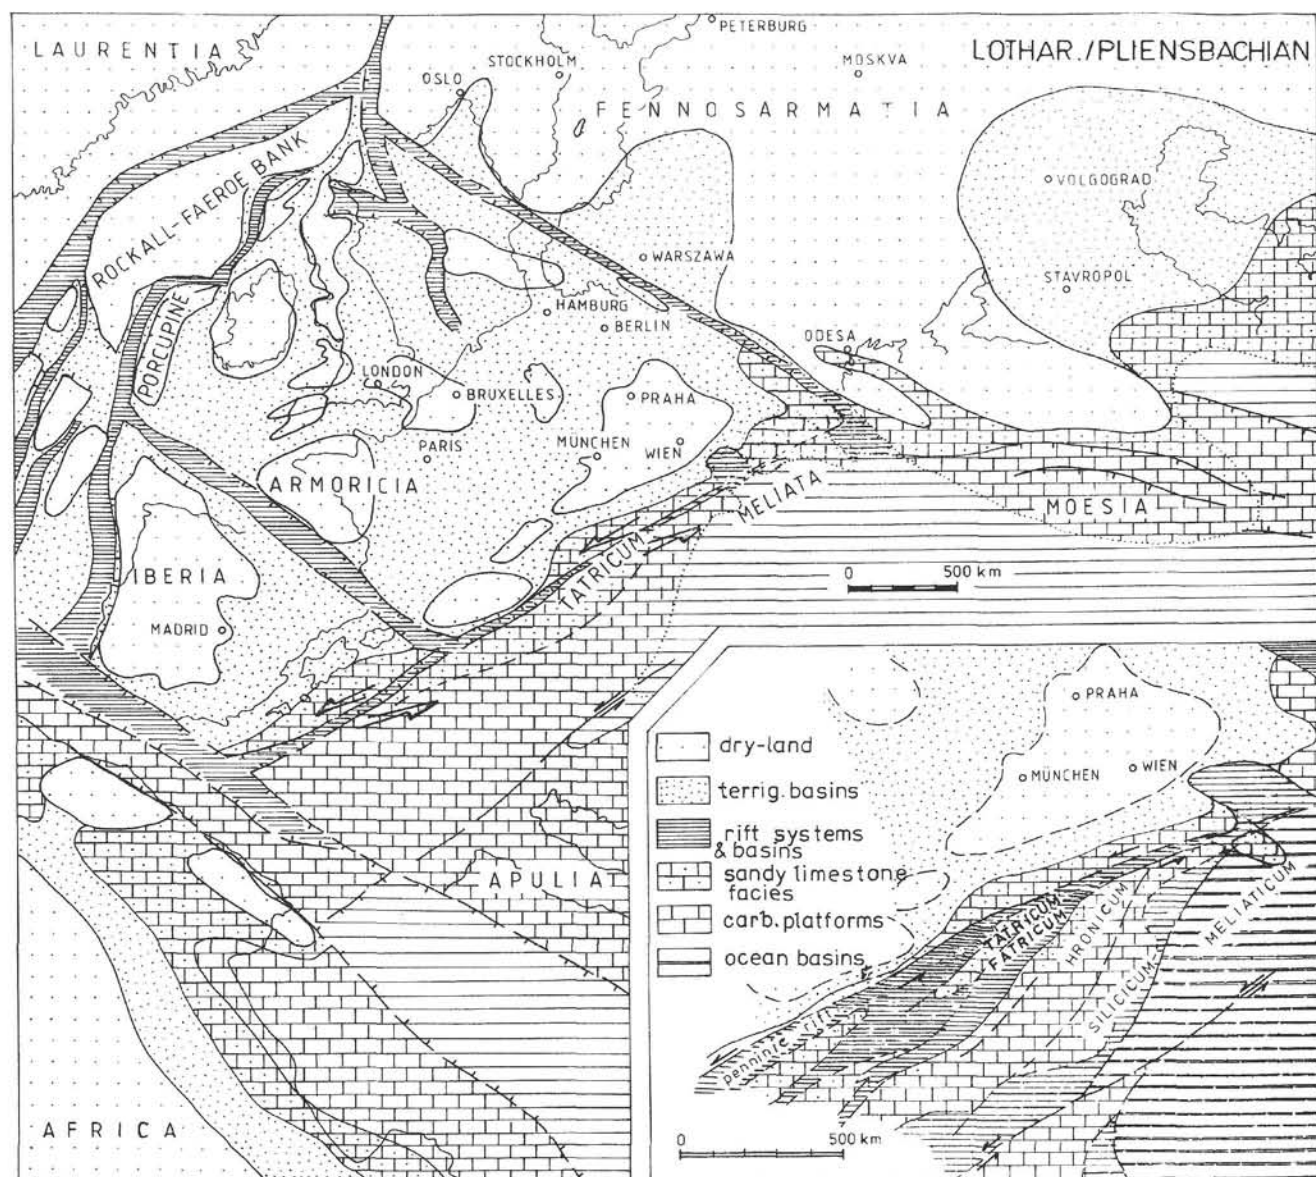 LAURENTIA
PETERBURG
STOCKHOLM
MOSKVA
LOTHAR./PLIENSBACHIAN
OSLO
FENNOSARMATIA
ROCKALL-FAEROE BANK
VOLGOGRAD
WARSZAWA
STAVROPOL
PORCUPINE
HAMBURG
BERLIN
ODESA
LONDON
BRUXELLES
PRAHA
PARIS
MÜNCHEN
WIEN
ARMORICIA
MELIATA
MOESIA
TATRICUM
0 500 km
IBERIA
MADRID
APULIA
AFRICA
dry-land
terrig. basins
rift systems
& basins
sandy limestone
facies
carb. platforms
ocean basins
PRAHA
MÜNCHEN
WIEN
TATRICUM
FATRICUM
HRONICUM
SILICICUM
MELIATICUM
penninic rift
0 500 km